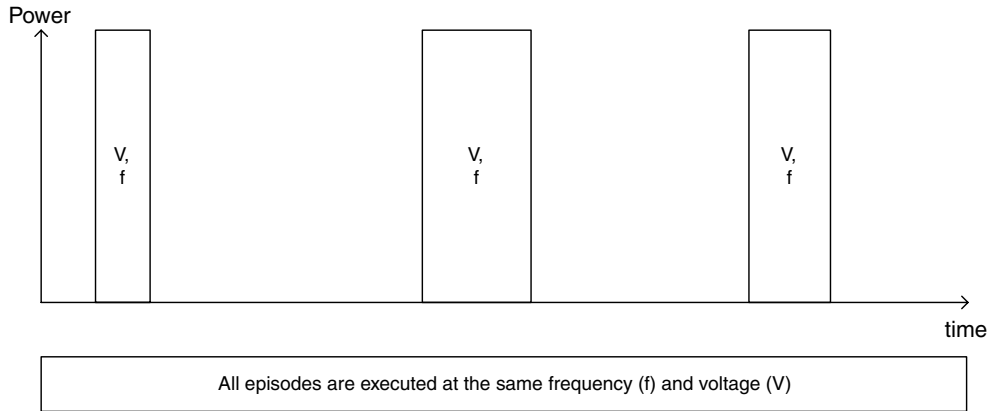 Power
V,
f
V,
f
V,
f
time
All episodes are executed at the same frequency (f) and voltage (V)